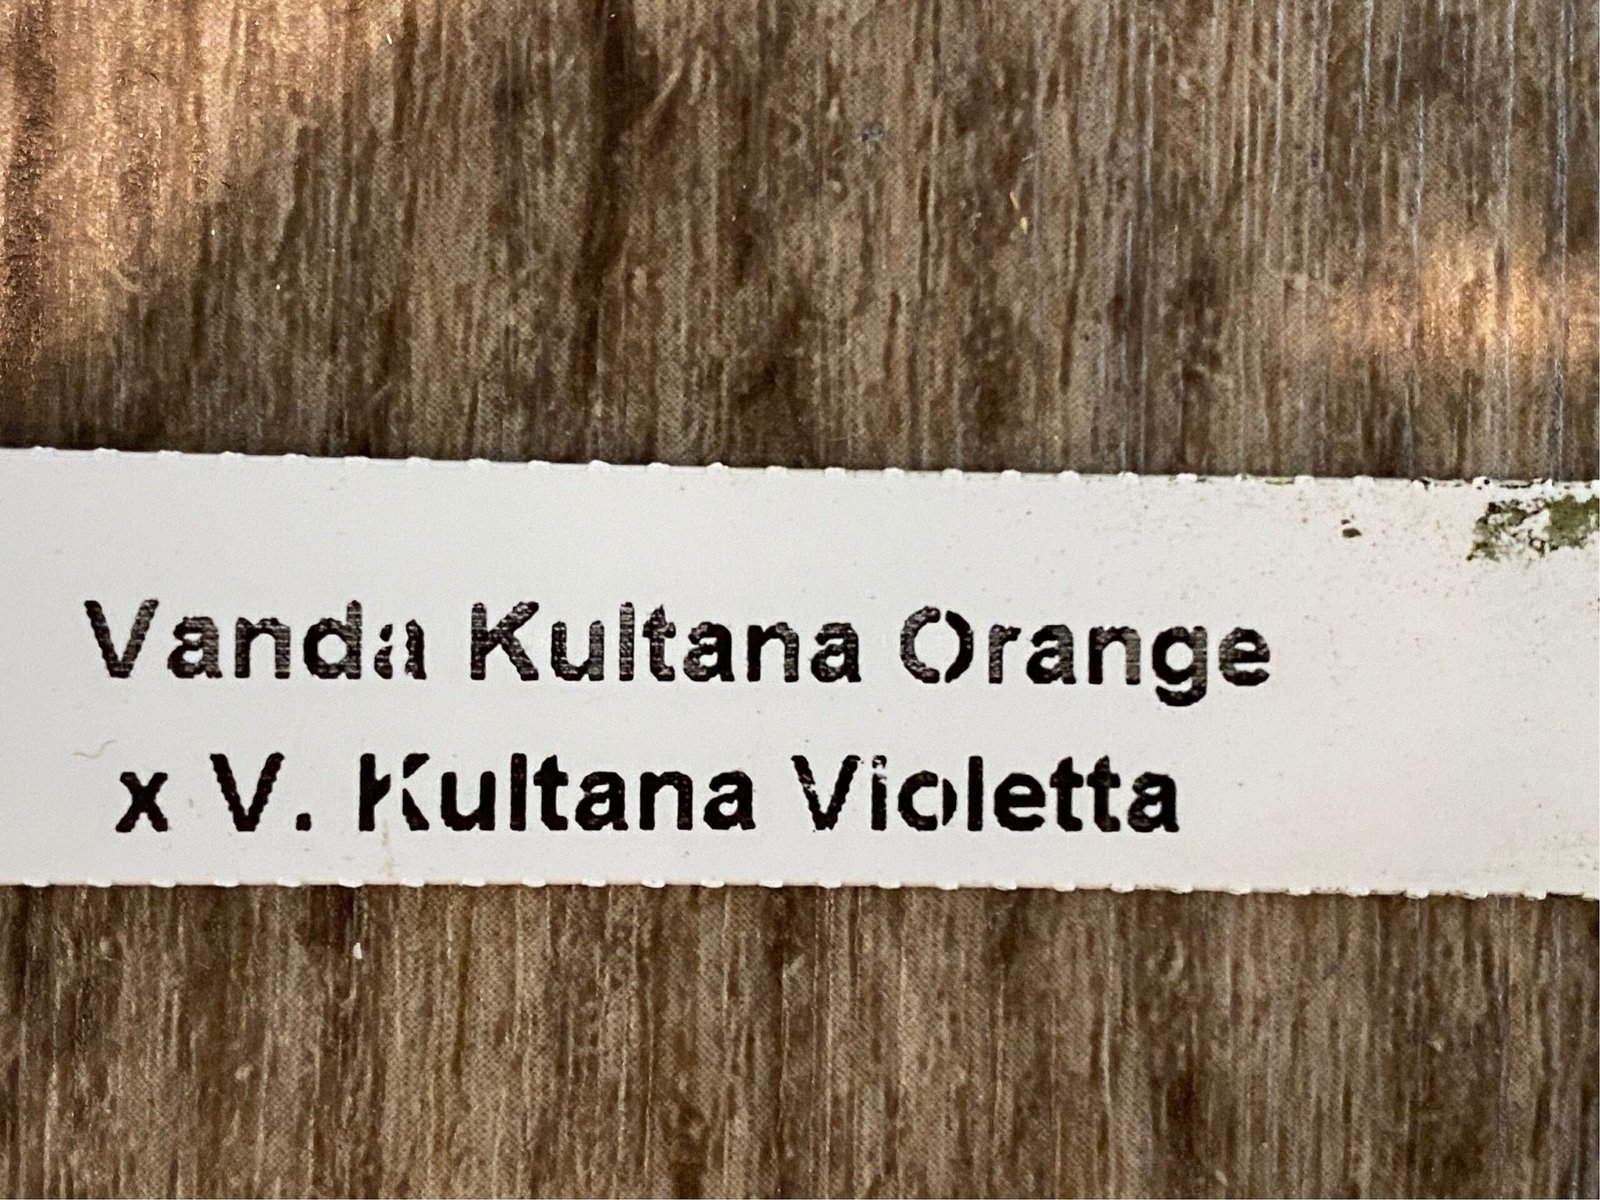 Vanda Kultana Orange
x V. Kultana Violetta